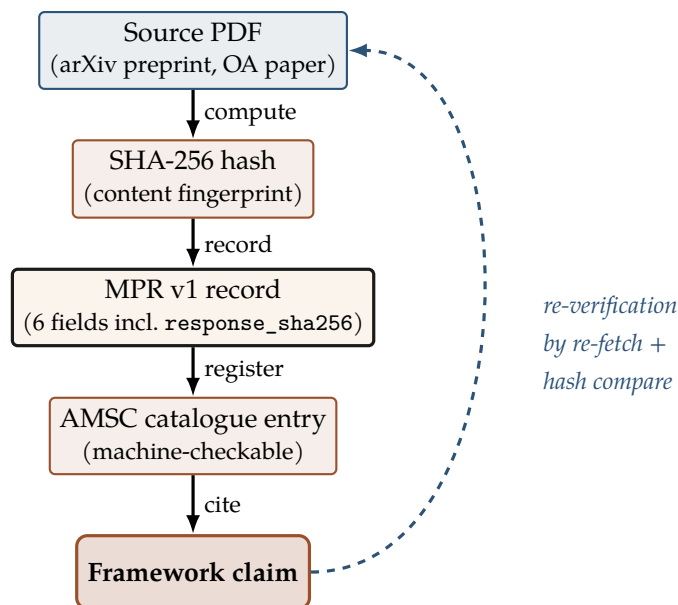 Source PDF
(arXiv preprint, OA paper)
compute
SHA-256 hash
(content fingerprint)
record
MPR v1 record
(6 fields incl. response_sha256)
register
AMSC catalogue entry
(machine-checkable)
cite
Framework claim
re-verification
by re-fetch +
hash compare